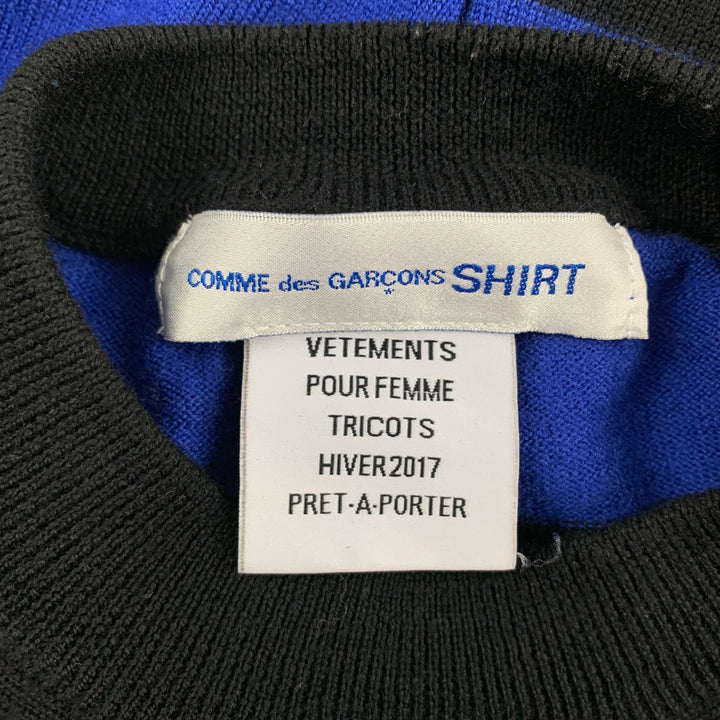 COMME des GARÇONS SHIRT
VETEMENTS
POUR FEMME
TRICOTS
HIVER 2017
PRET-A-PORTER